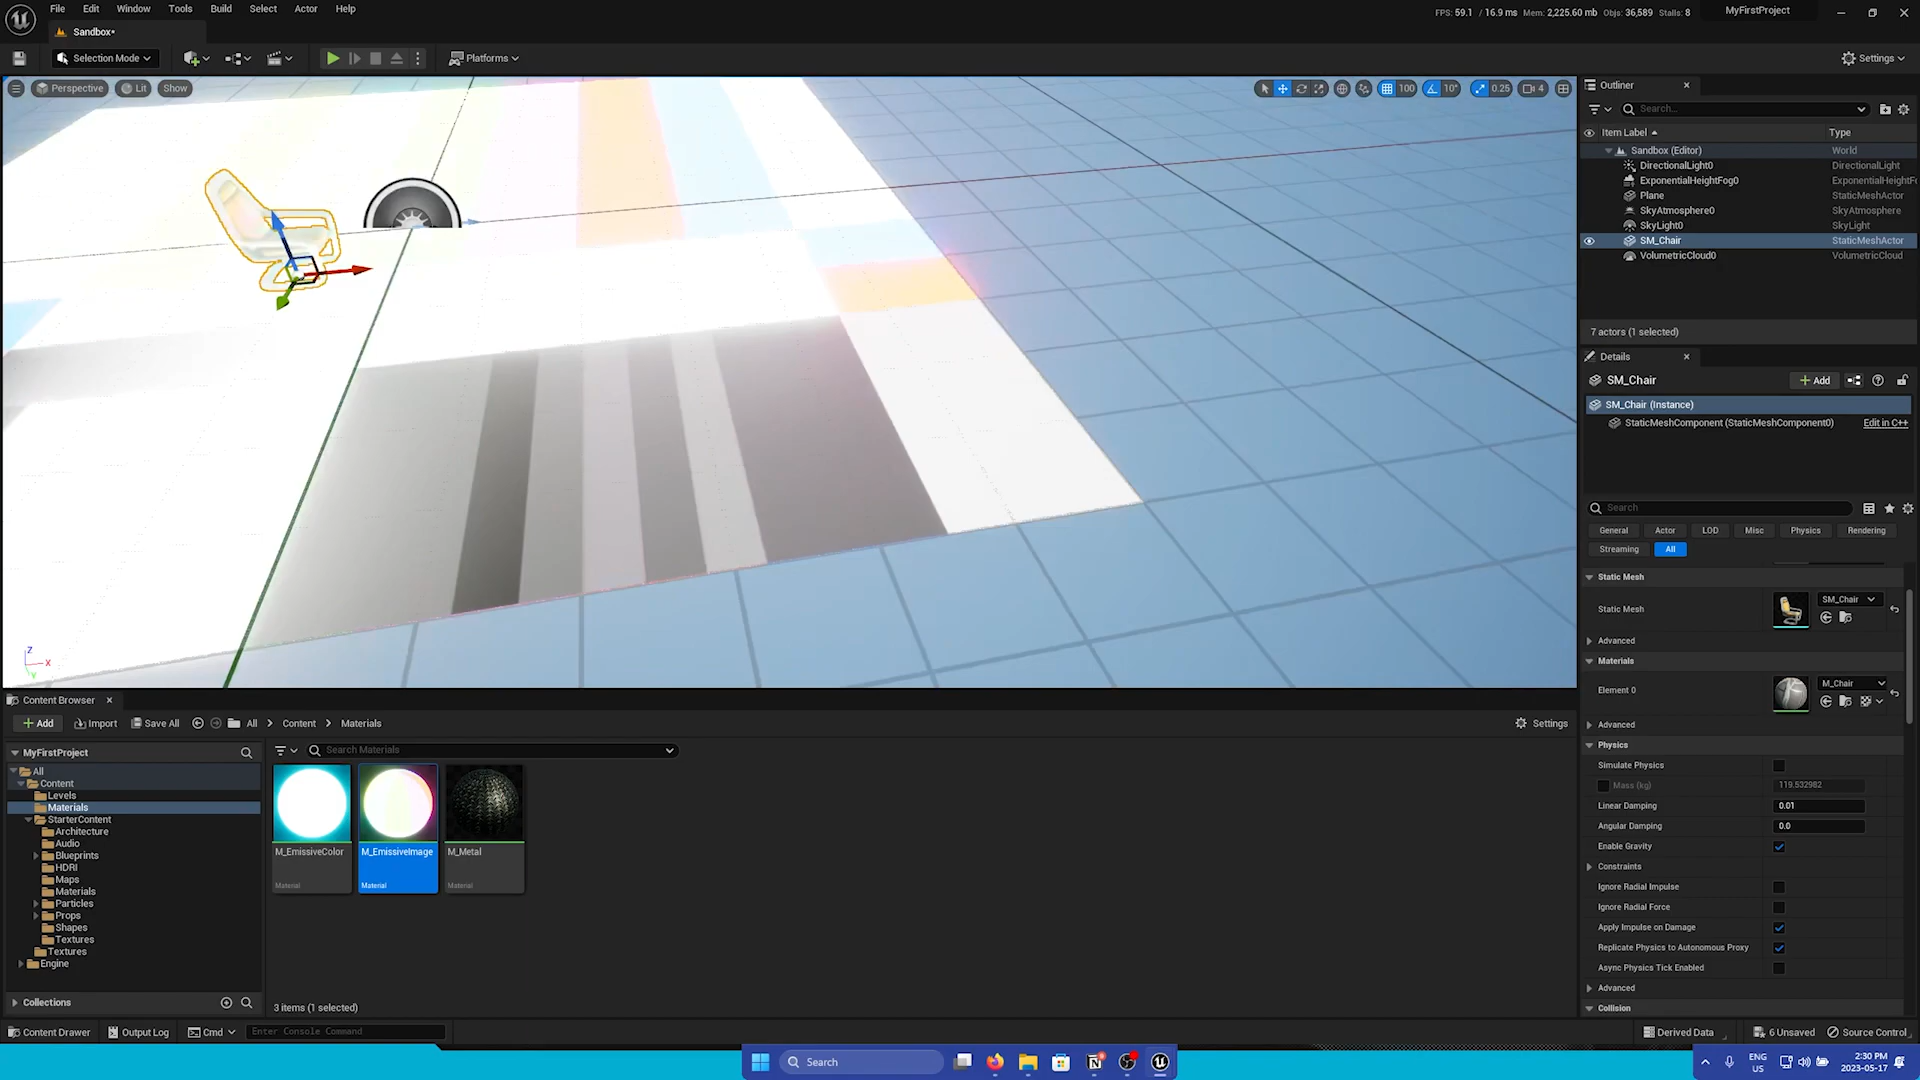 File Edit Window Tools Build Select Actor Help
FPS: 59.1 / 16.9 ms Mem: 2,225.60 mb Objs: 36,589 Stalls: 8
MyFirstProject
Sandbox•
Selection Mode
Platforms
Settings
Perspective Lit Show
100 10° 0.25 4
Outliner
Search...
Item Label Type
Sandbox (Editor) World
DirectionalLight0 DirectionalLight
ExponentialHeightFog0 ExponentialHeightF
Plane StaticMeshActor
SkyAtmosphere0 SkyAtmosphere
SkyLight0 SkyLight
SM_Chair StaticMeshActor
VolumetricCloud0 VolumetricCloud
7 actors (1 selected)
Details
SM_Chair
Add
SM_Chair (Instance)
StaticMeshComponent (StaticMeshComponent0) Edit in C++
Search
General Actor LOD Misc Physics Rendering
Streaming All
Static Mesh
Static Mesh SM_Chair
Advanced
Materials
Element 0 M_Chair
Advanced
Physics
Simulate Physics
Mass (kg) 119.532982
Linear Damping 0.01
Angular Damping 0.0
Enable Gravity
Constraints
Ignore Radial Impulse
Ignore Radial Force
Apply Impulse on Damage
Replicate Physics to Autonomous Proxy
Async Physics Tick Enabled
Advanced
Collision
Z
X
Y
Content Browser
Add Import Save All All Content Materials
Settings
MyFirstProject
All
Content
Levels
Materials
StarterContent
Architecture
Audio
Blueprints
HDRI
Maps
Materials
Particles
Props
Shapes
Textures
Textures
Engine
Collections
Search Materials
M_EmissiveColor M_EmissiveImage M_Metal
Material Material Material
3 items (1 selected)
Content Drawer Output Log Cmd Enter Console Command
Derived Data 6 Unsaved Source Control
Search
ENG
US
2:30 PM
2023-05-17